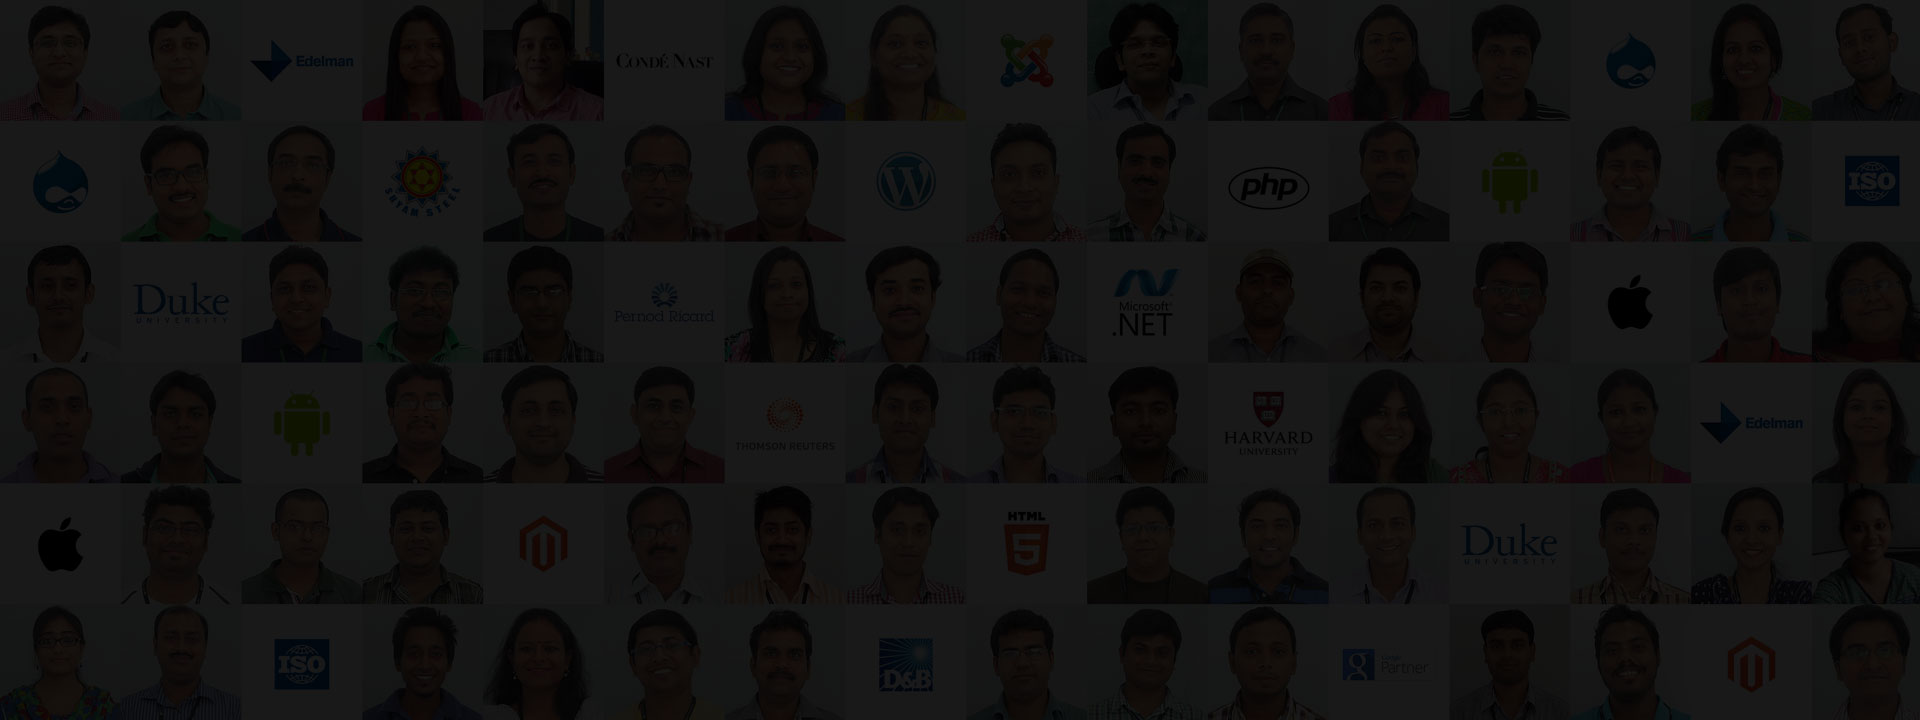 Edelman
CONDÉ NAST
SHYAM STEEL
W
php
ISO
Duke
UNIVERSITY
Pernod Ricard
Microsoft®
.NET
THOMSON REUTERS
HARVARD
UNIVERSITY
Edelman
HTML
5
Duke
UNIVERSITY
ISO
D&B
g
Google
Partner